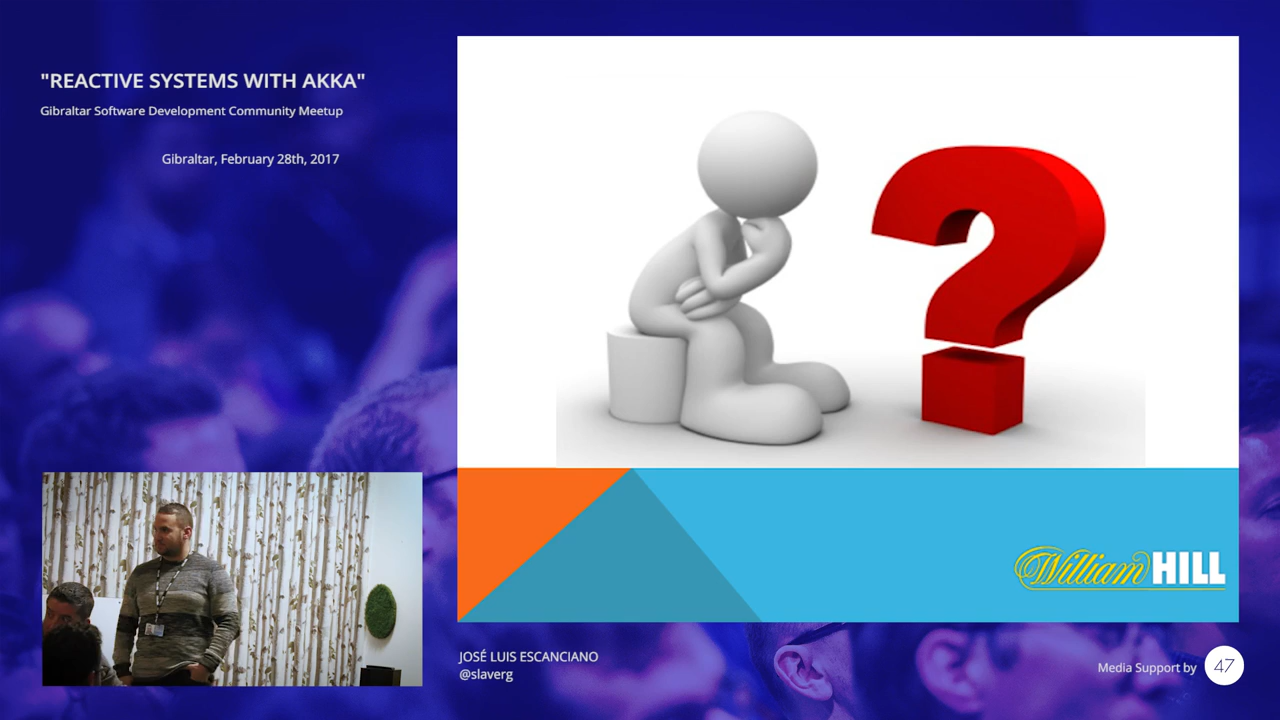 "REACTIVE SYSTEMS WITH AKKA"
Gibraltar Software Development Community Meetup
Gibraltar, February 28th, 2017
William HILL
JOSÉ LUIS ESCANCIANO
@slaverg
Media Support by 47